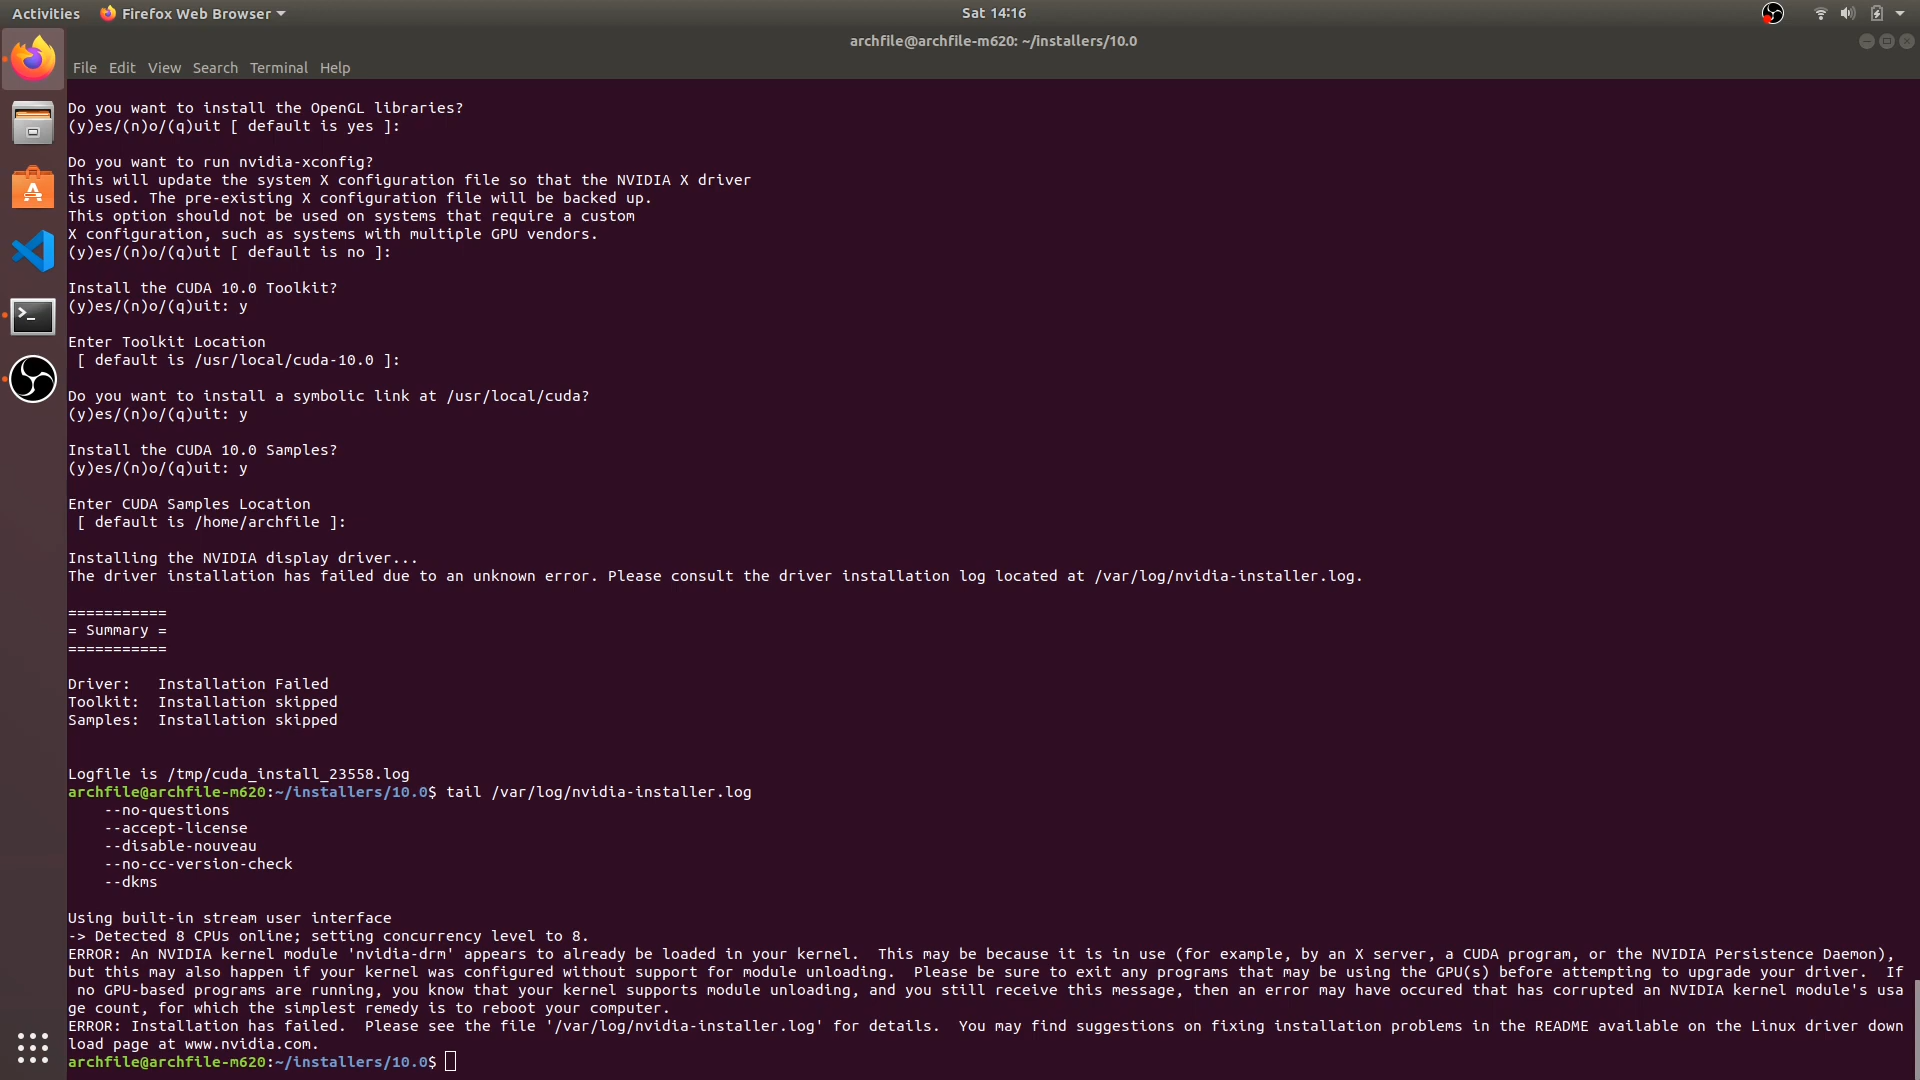 Activities Firefox Web Browser Sat 14:16
archfile@archfile-m620: ~/installers/10.0
File Edit View Search Terminal Help
Do you want to install the OpenGL libraries?
(y)es/(n)o/(q)uit [ default is yes ]:
Do you want to run nvidia-xconfig?
This will update the system X configuration file so that the NVIDIA X driver
is used. The pre-existing X configuration file will be backed up.
This option should not be used on systems that require a custom
X configuration, such as systems with multiple GPU vendors.
(y)es/(n)o/(q)uit [ default is no ]:
Install the CUDA 10.0 Toolkit?
(y)es/(n)o/(q)uit: y
Enter Toolkit Location
[ default is /usr/local/cuda-10.0 ]:
Do you want to install a symbolic link at /usr/local/cuda?
(y)es/(n)o/(q)uit: y
Install the CUDA 10.0 Samples?
(y)es/(n)o/(q)uit: y
Enter CUDA Samples Location
[ default is /home/archfile ]:
Installing the NVIDIA display driver...
The driver installation has failed due to an unknown error. Please consult the driver installation log located at /var/log/nvidia-installer.log.
===========
= Summary =
===========
Driver:   Installation Failed
Toolkit:  Installation skipped
Samples:  Installation skipped
Logfile is /tmp/cuda_install_23558.log
archfile@archfile-m620:~/installers/10.0$ tail /var/log/nvidia-installer.log
--no-questions
--accept-license
--disable-nouveau
--no-cc-version-check
--dkms
Using built-in stream user interface
-> Detected 8 CPUs online; setting concurrency level to 8.
ERROR: An NVIDIA kernel module 'nvidia-drm' appears to already be loaded in your kernel.  This may be because it is in use (for example, by an X server, a CUDA program, or the NVIDIA Persistence Daemon),
but this may also happen if your kernel was configured without support for module unloading.  Please be sure to exit any programs that may be using the GPU(s) before attempting to upgrade your driver.  If
no GPU-based programs are running, you know that your kernel supports module unloading, and you still receive this message, then an error may have occured that has corrupted an NVIDIA kernel module's usa
ge count, for which the simplest remedy is to reboot your computer.
ERROR: Installation has failed.  Please see the file '/var/log/nvidia-installer.log' for details.  You may find suggestions on fixing installation problems in the README available on the Linux driver down
load page at www.nvidia.com.
archfile@archfile-m620:~/installers/10.0$